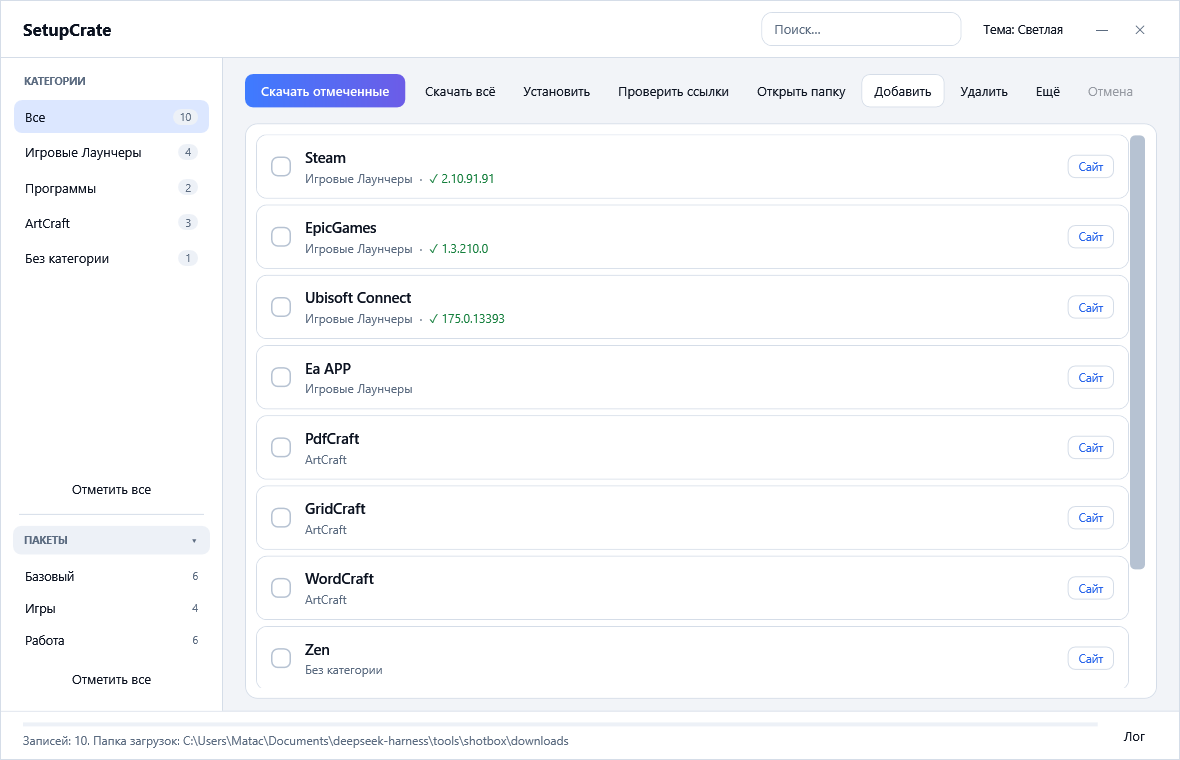 SetupCrate
Поиск...
Тема: Светлая
КАТЕГОРИИ
Все 10
Игровые Лаунчеры 4
Программы 2
ArtCraft 3
Без категории 1
Отметить все
ПАКЕТЫ
Базовый 6
Игры 4
Работа 6
Отметить все
Скачать отмеченные Скачать всё Установить Проверить ссылки Открыть папку Добавить Удалить Ещё Отмена
Steam
Игровые Лаунчеры · ✓ 2.10.91.91
Сайт
EpicGames
Игровые Лаунчеры · ✓ 1.3.210.0
Сайт
Ubisoft Connect
Игровые Лаунчеры · ✓ 175.0.13393
Сайт
Ea APP
Игровые Лаунчеры
Сайт
PdfCraft
ArtCraft
Сайт
GridCraft
ArtCraft
Сайт
WordCraft
ArtCraft
Сайт
Zen
Без категории
Сайт
Записей: 10. Папка загрузок: C:\Users\Matac\Documents\deepseek-harness\tools\shotbox\downloads
Лог